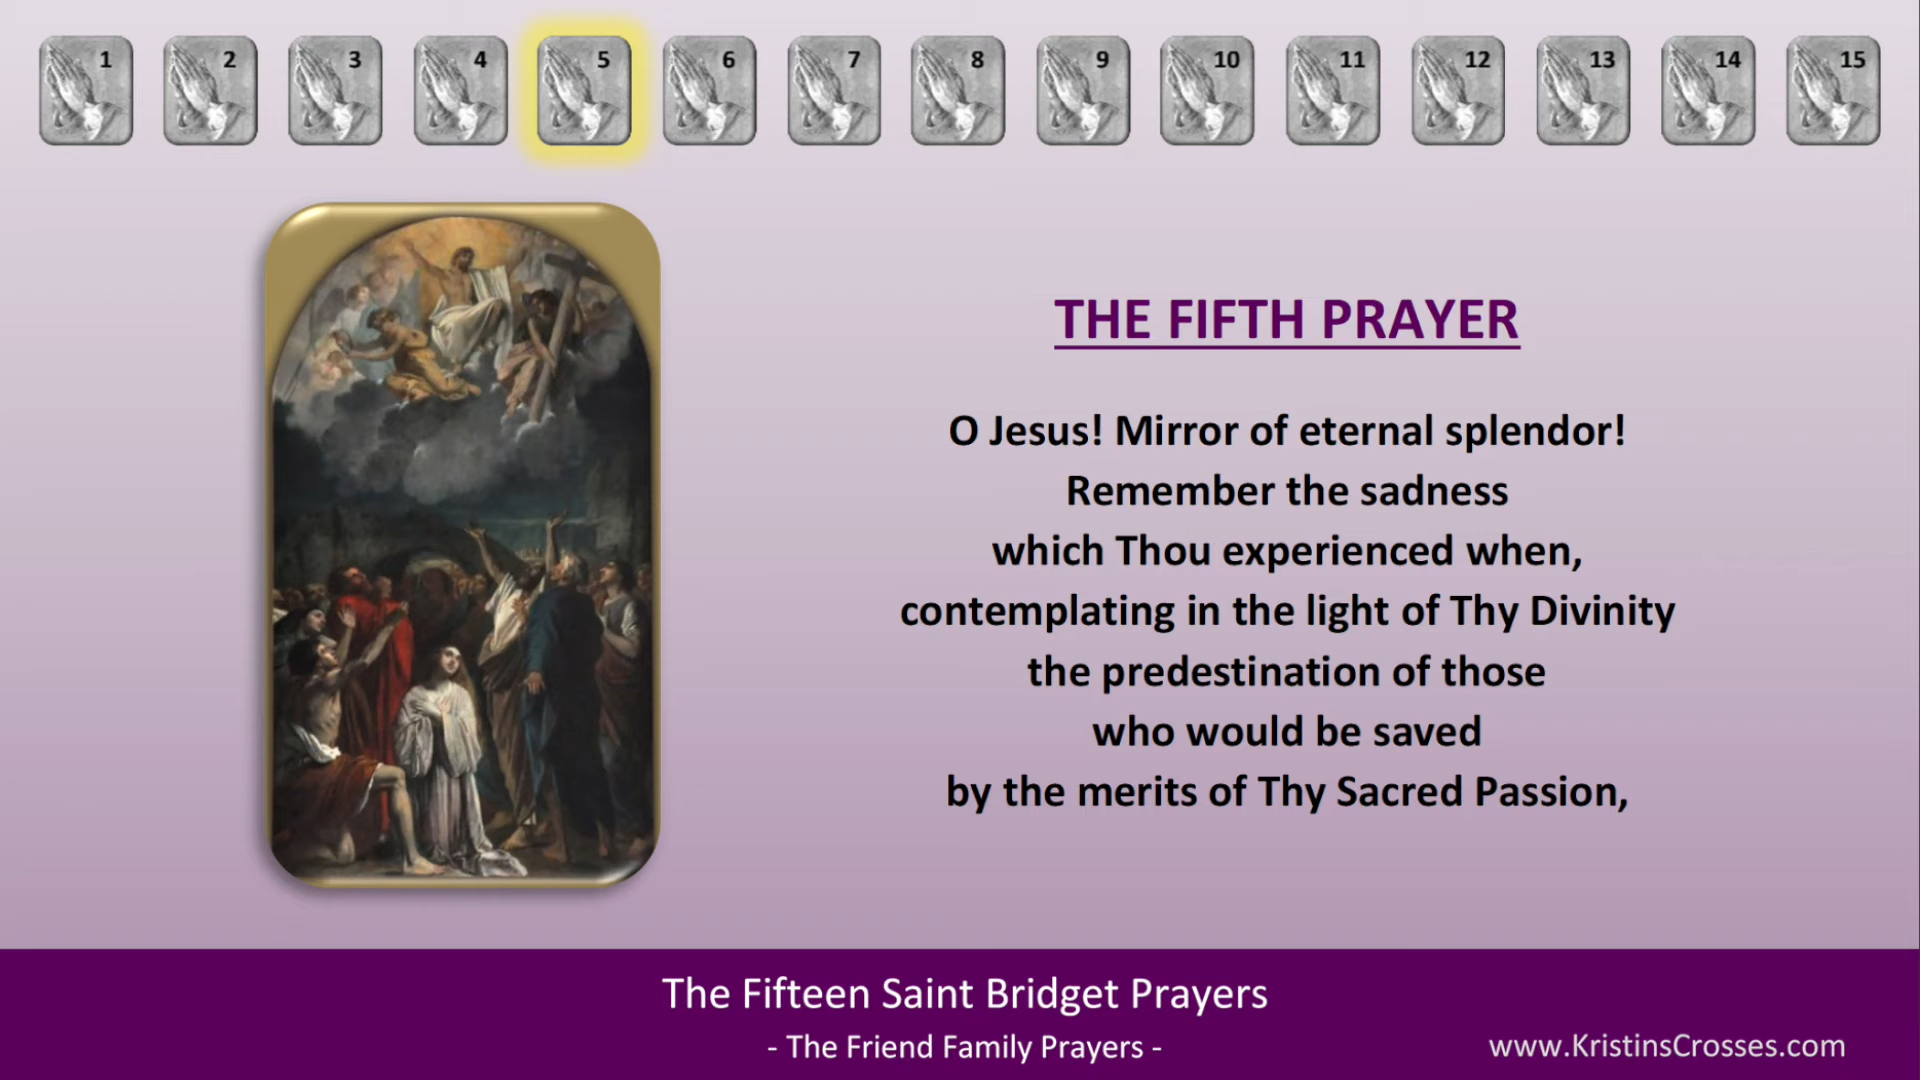 1 2 3 4 5 6 7 8 9 10 11 12 13 14 15
THE FIFTH PRAYER
O Jesus! Mirror of eternal splendor!
Remember the sadness
which Thou experienced when,
contemplating in the light of Thy Divinity
the predestination of those
who would be saved
by the merits of Thy Sacred Passion,
The Fifteen Saint Bridget Prayers
- The Friend Family Prayers -
www.KristinsCrosses.com